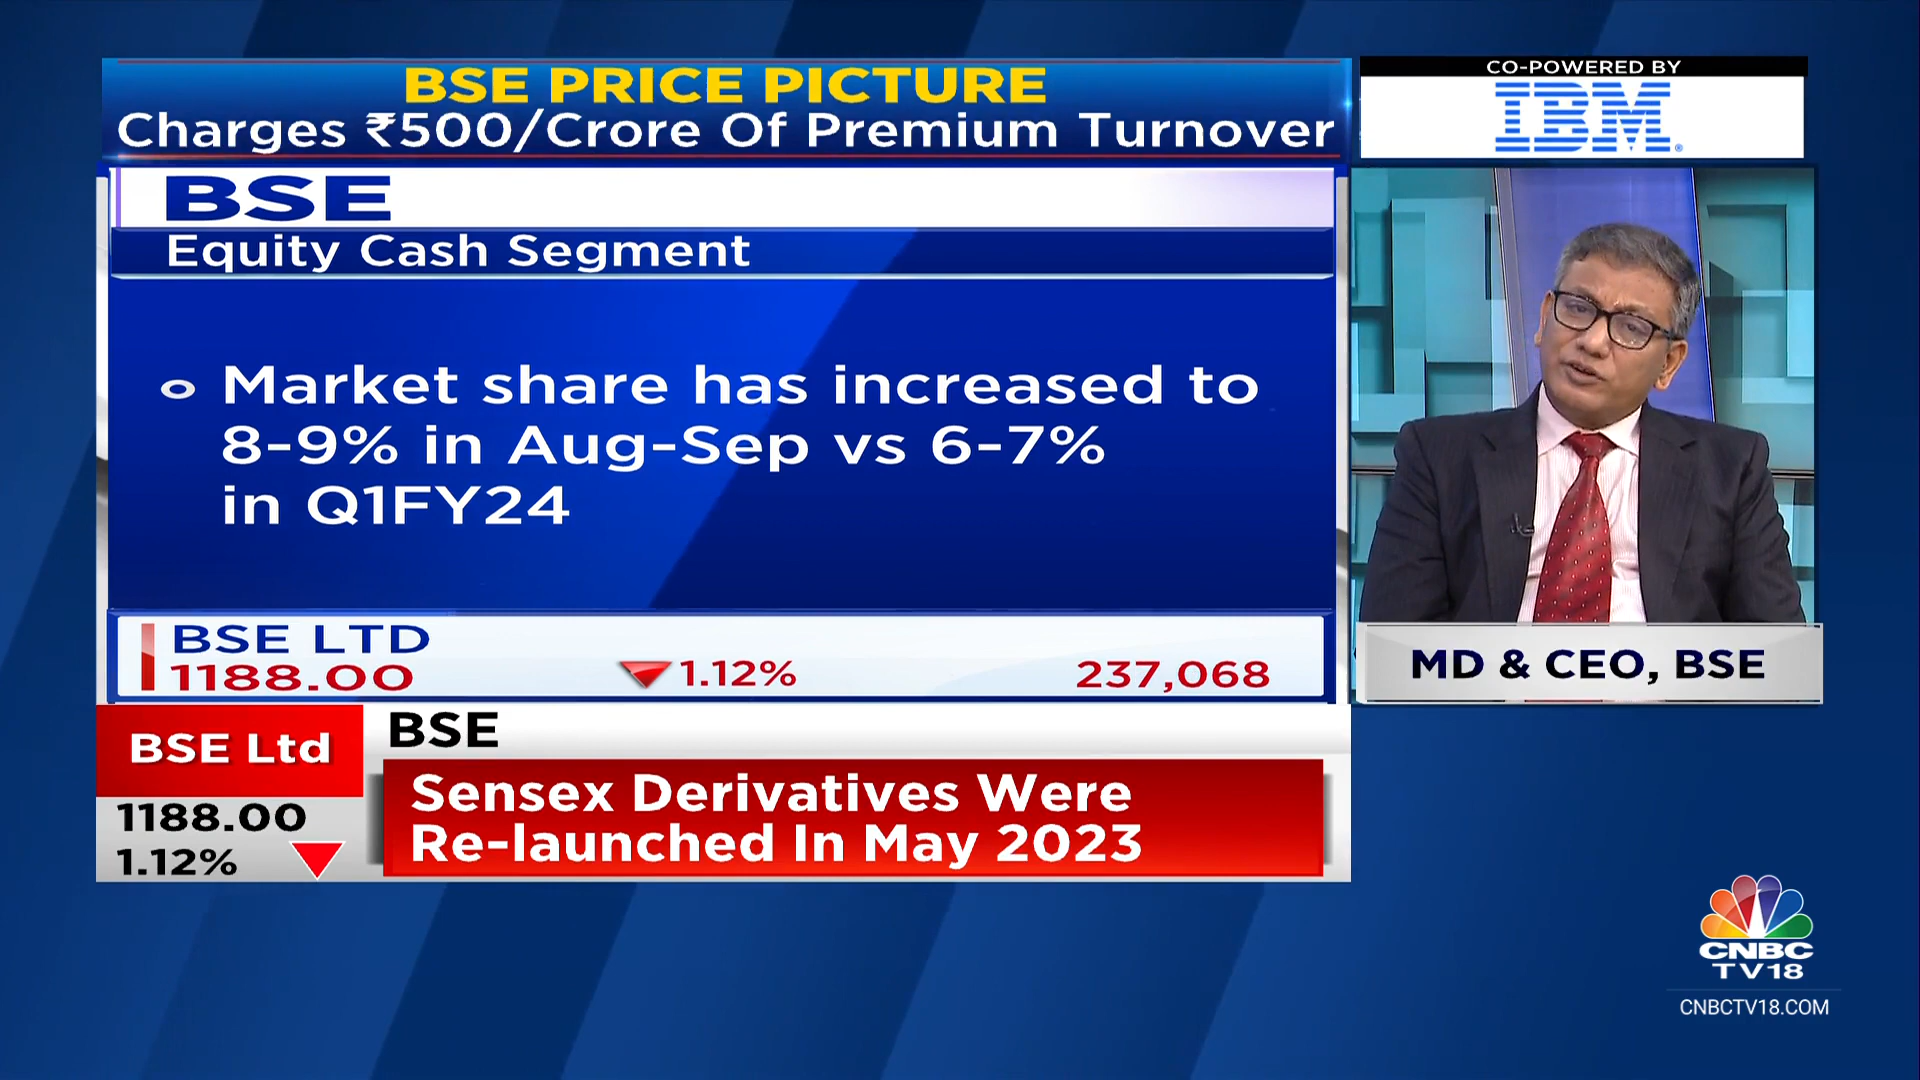 BSE PRICE PICTURE
Charges ₹500/Crore Of Premium Turnover
CO-POWERED BY
IBM®
BSE
Equity Cash Segment
Market share has increased to
8-9% in Aug-Sep vs 6-7%
in Q1FY24
BSE LTD
1188.00 1.12% 237,068
MD & CEO, BSE
BSE Ltd
1188.00
1.12%
BSE
Sensex Derivatives Were
Re-launched In May 2023
CNBC
TV18
CNBCTV18.COM